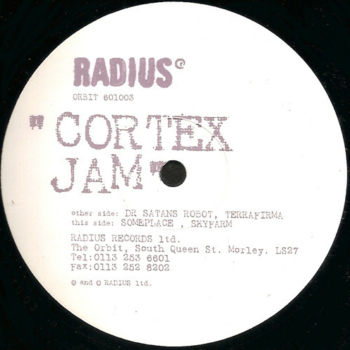 RADIUS®
ORBIT 601003
"CORTEX
JAM"
other side: DR SATANS ROBOT, TERRAFIRMA
this side: SOMEPLACE , SKYFARM
RADIUS RECORDS ltd.
The Orbit, South Queen St. Morley. LS27
Tel:0113 253 6601
Fax:0113 252 8202
℗ and © RADIUS ltd.